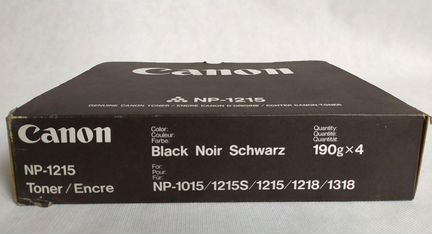 Canon
NP-1215
GENUINE CANON TONER / ENCRE CANON D'ORIGINE / ECHTER CANON-TONER
Canon
NP-1215
Toner/Encre
Color:
Couleur:
Farbe:
Black Noir Schwarz
Quantity:
Quantité:
Quantität:
190g×4
For:
Pour:
Für:
NP-1015/1215S/1215/1218/1318